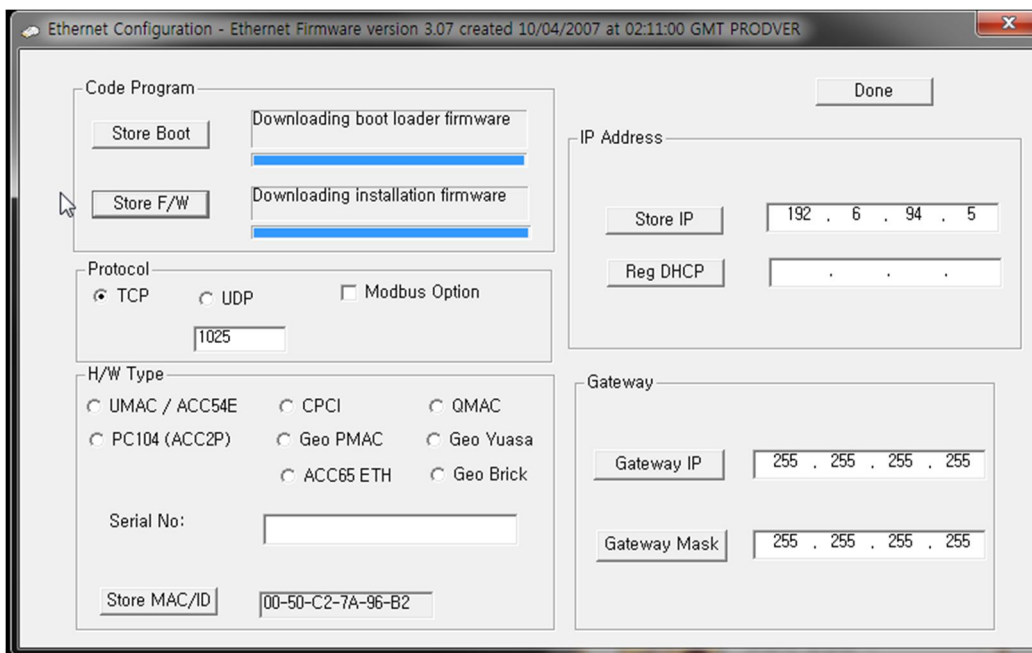 Ethernet Configuration - Ethernet Firmware version 3.07 created 10/04/2007 at 02:11:00 GMT PRODVER
Code Program
Store Boot
Downloading boot loader firmware
Store F/W
Downloading installation firmware
Protocol
TCP
UDP
Modbus Option
1025
H/W Type
UMAC / ACC54E
CPCI
QMAC
PC104 (ACC2P)
Geo PMAC
Geo Yuasa
ACC65 ETH
Geo Brick
Serial No:
Store MAC/ID
00-50-C2-7A-96-B2
Done
IP Address
Store IP
192 . 6 . 94 . 5
Reg DHCP
. . .
Gateway
Gateway IP
255 . 255 . 255 . 255
Gateway Mask
255 . 255 . 255 . 255